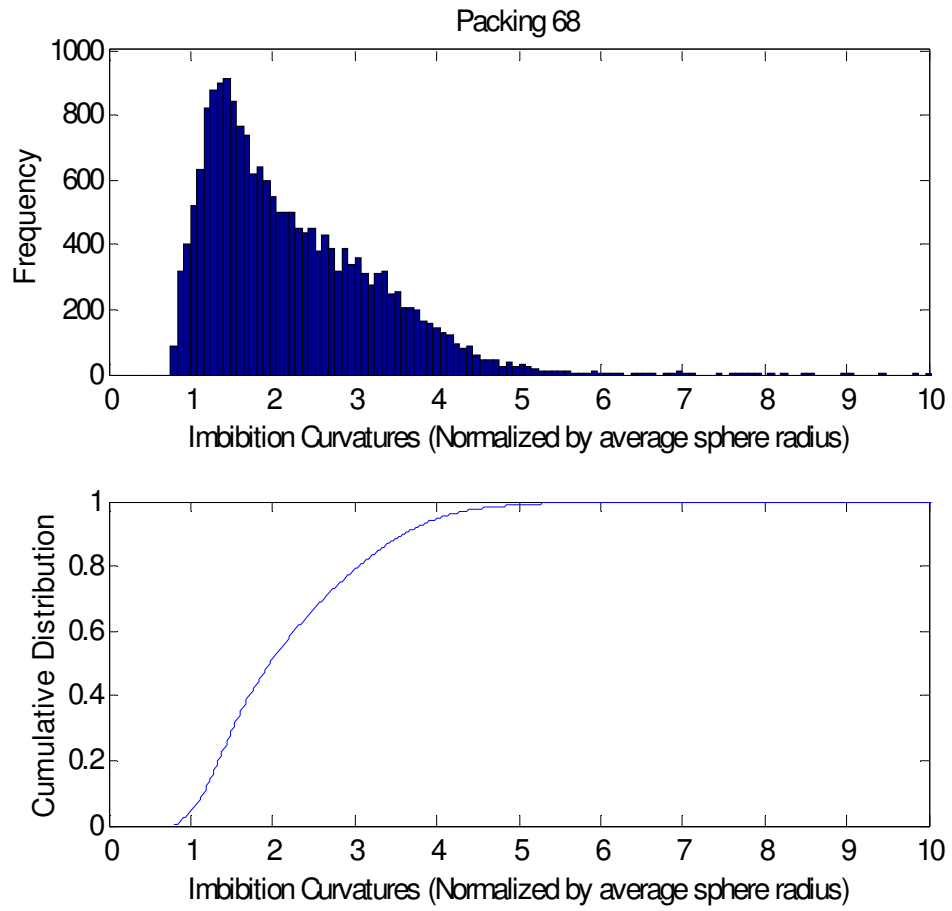 Packing 68
1000
800
600
400
200
0
Frequency
0 1 2 3 4 5 6 7 8 9 10
Imbibition Curvatures (Normalized by average sphere radius)
1
0.8
0.6
0.4
0.2
0
Cumulative Distribution
0 1 2 3 4 5 6 7 8 9 10
Imbibition Curvatures (Normalized by average sphere radius)